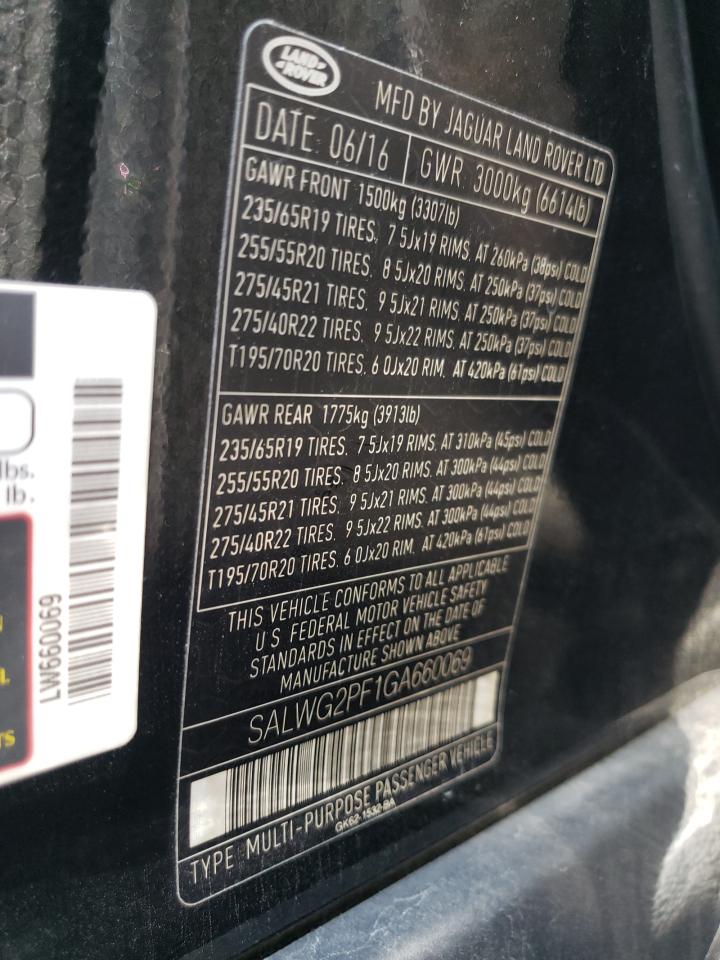 LAND ROVER
MFD BY JAGUAR LAND ROVER LTD
DATE: 06/16 GWR: 3000kg (6614lb)
GAWR FRONT 1500kg (3307lb)
235/65R19 TIRES, 7 5Jx19 RIMS, AT 260kPa (38psi) COLD
255/55R20 TIRES, 8 5Jx20 RIMS, AT 250kPa (37psi) COLD
275/45R21 TIRES, 9 5Jx21 RIMS, AT 250kPa (37psi) COLD
275/40R22 TIRES, 9 5Jx22 RIMS, AT 250kPa (37psi) COLD
T195/70R20 TIRES, 6 0Jx20 RIM, AT 420kPa (61psi) COLD
GAWR REAR 1775kg (3913lb)
235/65R19 TIRES, 7 5Jx19 RIMS, AT 310kPa (45psi) COLD
255/55R20 TIRES, 8 5Jx20 RIMS, AT 300kPa (44psi) COLD
275/45R21 TIRES, 9 5Jx21 RIMS, AT 300kPa (44psi) COLD
275/40R22 TIRES, 9 5Jx22 RIMS, AT 300kPa (44psi) COLD
T195/70R20 TIRES, 6 0Jx20 RIM, AT 420kPa (61psi) COLD
THIS VEHICLE CONFORMS TO ALL APPLICABLE
U S FEDERAL MOTOR VEHICLE SAFETY
STANDARDS IN EFFECT ON THE DATE OF
MANUFACTURE SHOWN ABOVE
SALWG2PF1GA660069
TYPE MULTI-PURPOSE PASSENGER VEHICLE
GK62-1532-BA
lbs.
lb.
LW660069